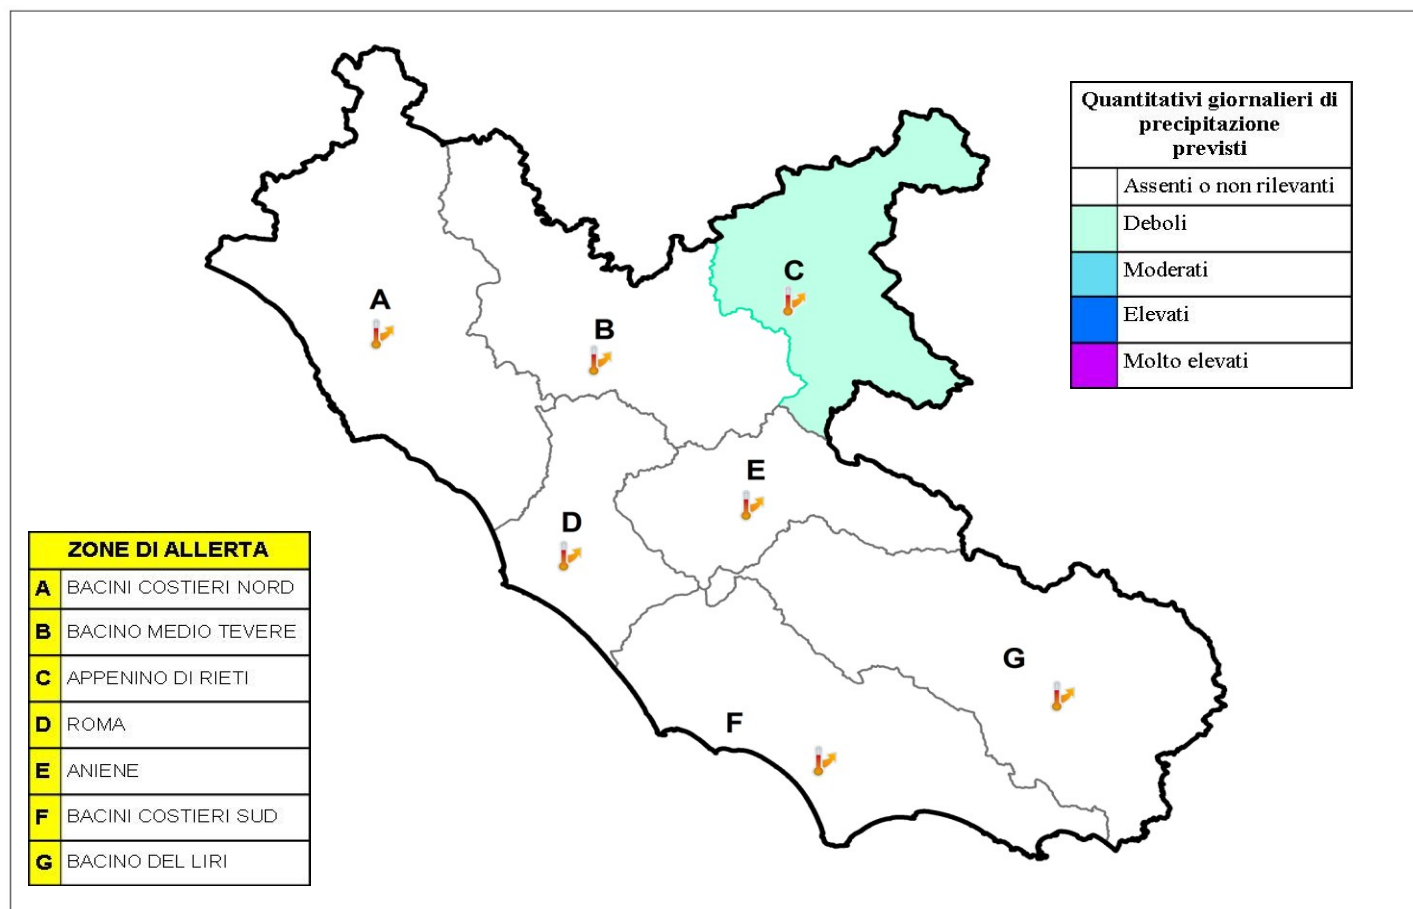 Quantitativi giornalieri di
precipitazione
previsti
Assenti o non rilevanti
Deboli
Moderati
Elevati
Molto elevati
C
A
B
E
D
G
F
ZONE DI ALLERTA
A BACINI COSTIERI NORD
B BACINO MEDIO TEVERE
C APPENINO DI RIETI
D ROMA
E ANIENE
F BACINI COSTIERI SUD
G BACINO DEL LIRI